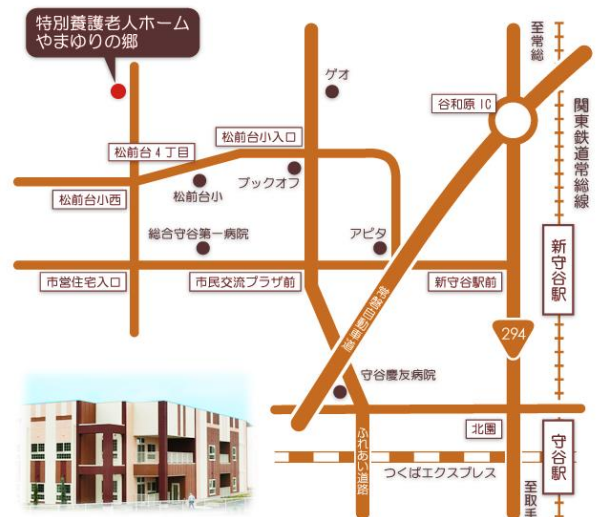 特別養護老人ホーム
やまゆりの郷
至常総
ゲオ
谷和原IC
関東鉄道常総線
松前台小入口
松前台4丁目
ブックオフ
松前台小
松前台小西
総合守谷第一病院
アピタ
新守谷駅
市営住宅入口
市民交流プラザ前
新守谷駅前
常磐自動車道
294
守谷慶友病院
ふれあい道路
北園
守谷駅
つくばエクスプレス
至取手